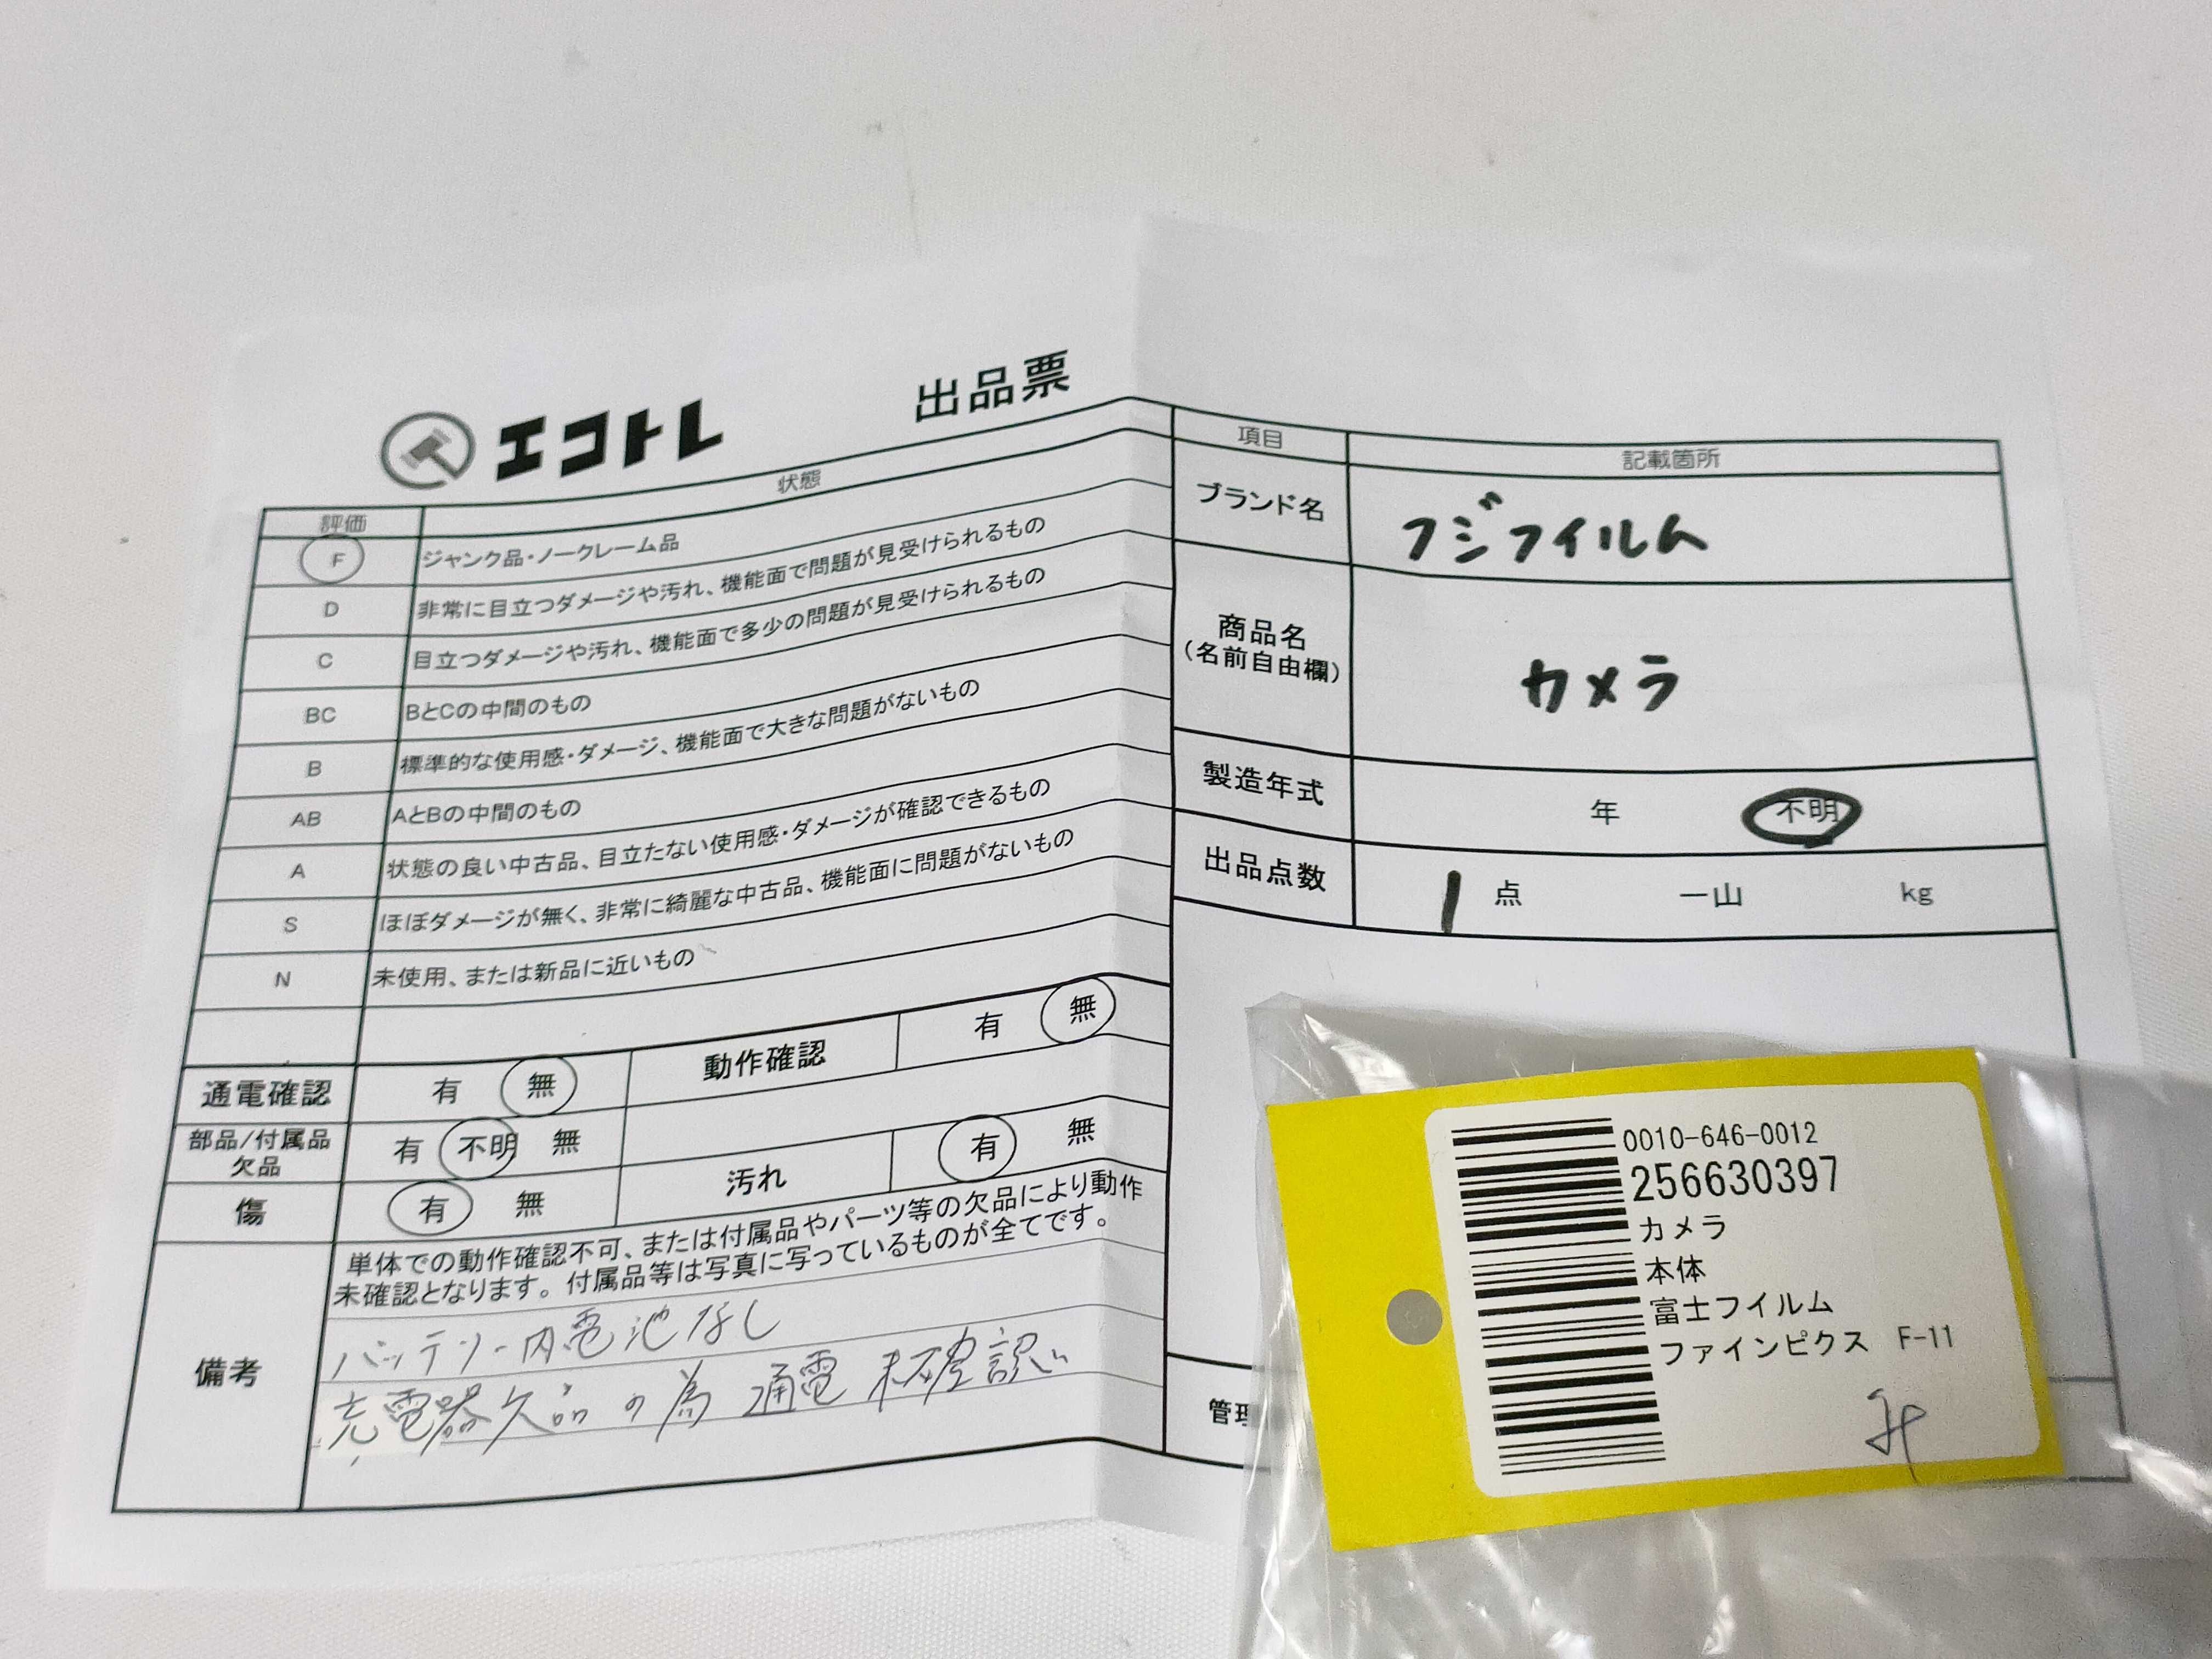 エコトレ 出品票
評価 状態
F ジャンク品・ノークレーム品
D 非常に目立つダメージや汚れ、機能面で問題が見受けられるもの
C 目立つダメージや汚れ、機能面で多少の問題が見受けられるもの
BC BとCの中間のもの
B 標準的な使用感・ダメージ、機能面で大きな問題がないもの
AB AとBの中間のもの
A 状態の良い中古品、目立たない使用感・ダメージが確認できるもの
S ほぼダメージが無く、非常に綺麗な中古品、機能面に問題がないもの
N 未使用、または新品に近いもの
通電確認 有 無 動作確認 有 無
部品/付属品
欠品 有 不明 無
傷 有 無 汚れ 有 無
備考
単体での動作確認不可、または付属品やパーツ等の欠品により動作
未確認となります。付属品等は写真に写っているものが全てです。
バッテリー内電池なし
充電器欠品の為 通電未確認
項目 記載箇所
ブランド名 フジフイルム
商品名
(名前自由欄) カメラ
製造年式 年 不明
出品点数 1 点 一山 kg
管理
0010-646-0012
256630397
カメラ
本体
富士フイルム
ファインピクス F-11